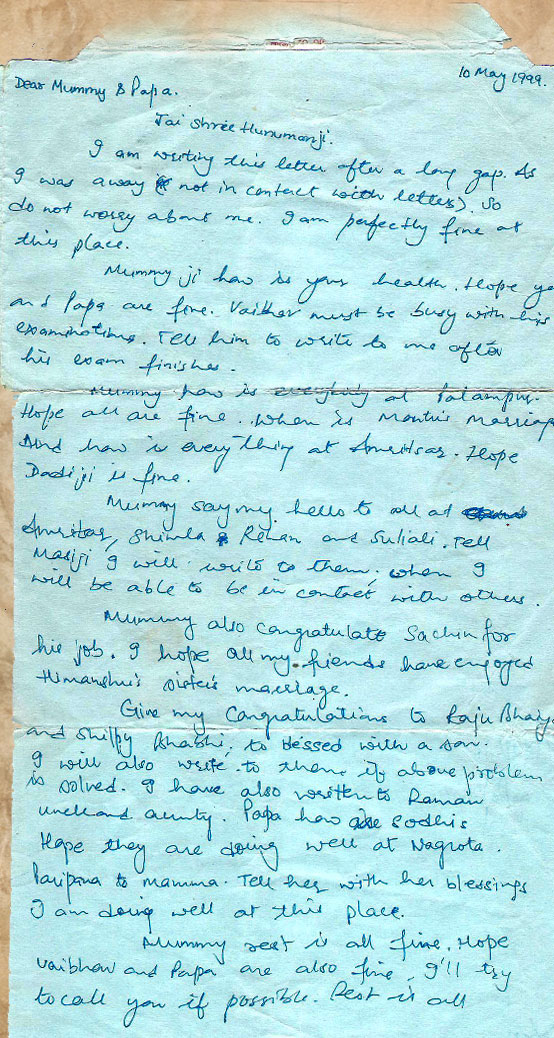 10 May 1999.
Dear Mummy & Papa.
Jai Shree Hunumanji.
I am writing this letter after a long gap. As
I was away (& not in contact with letters). So
do not worry about me. I am perfectly fine at
this place.
Mummy ji how is your health. Hope yo
and Papa are fine. Vaibhav must be busy with his
examinations. Tell him to write to me after
his exam finishes.
Mummy how is everything at Palampur.
Hope all are fine. When is Montu's Marriag
And how is everything at Amritsar. Hope
Dadiji is fine.
Mummy say my hello to all at
Amritsar, Shimla & Rehan and Suliali. Tell
Masiji I will write to them, when I
will be able to be in contact with others.
Mummy also congratulate Sachin for
his job. I hope all my friends have enjoyed
Himanshu's sister's marriage.
Give my Congratulations to Raju Bhaiya
and Shilpy Bhabhi, to blessed with a son.
I will also write to them if above problem
is solved. I have also written to Raman
uncle and aunty. Papa how are Sodhis
Hope they are doing well at Nagrota.
Paripana to mamma. Tell her with her blessings
I am doing well at this place.
Mummy rest is all fine. Hope
Vaibhav and Papa are also fine. I'll try
to call you if possible. Rest is all